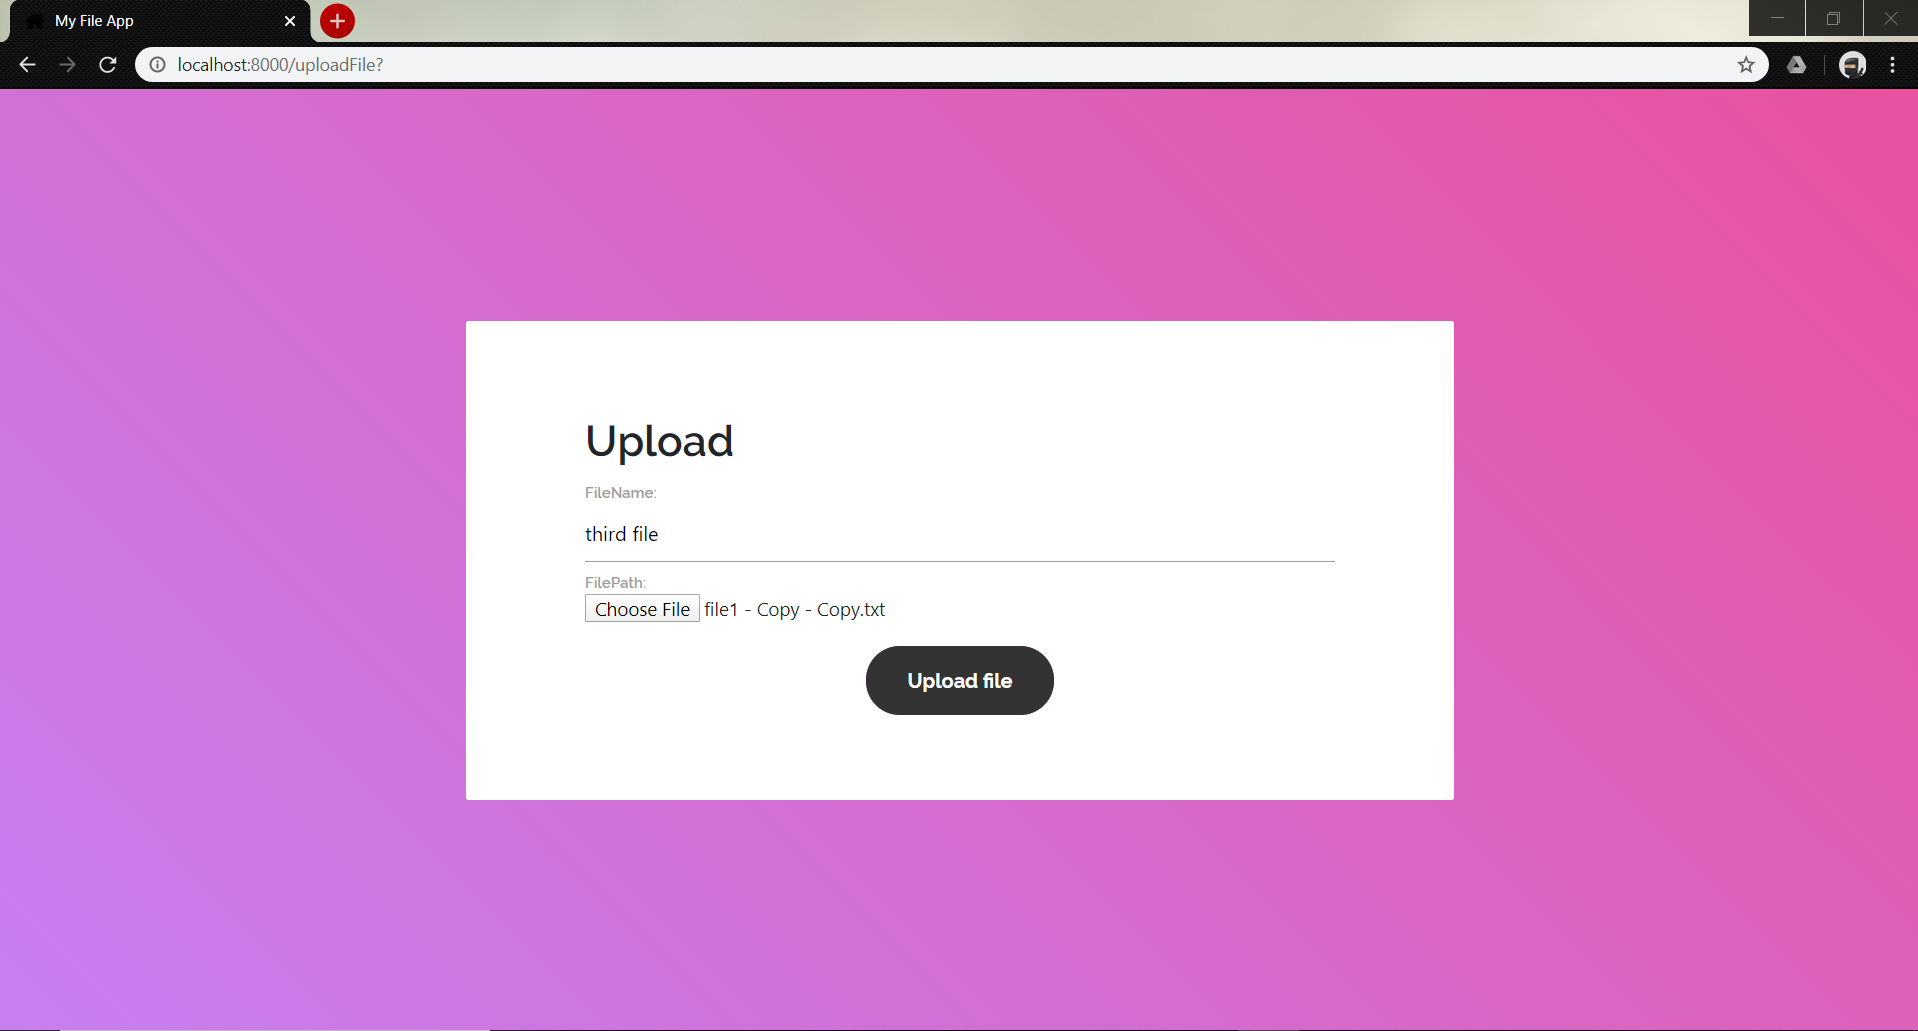 My File App
localhost:8000/uploadFile?
Upload
FileName:
third file
FilePath:
Choose File file1 - Copy - Copy.txt
Upload file